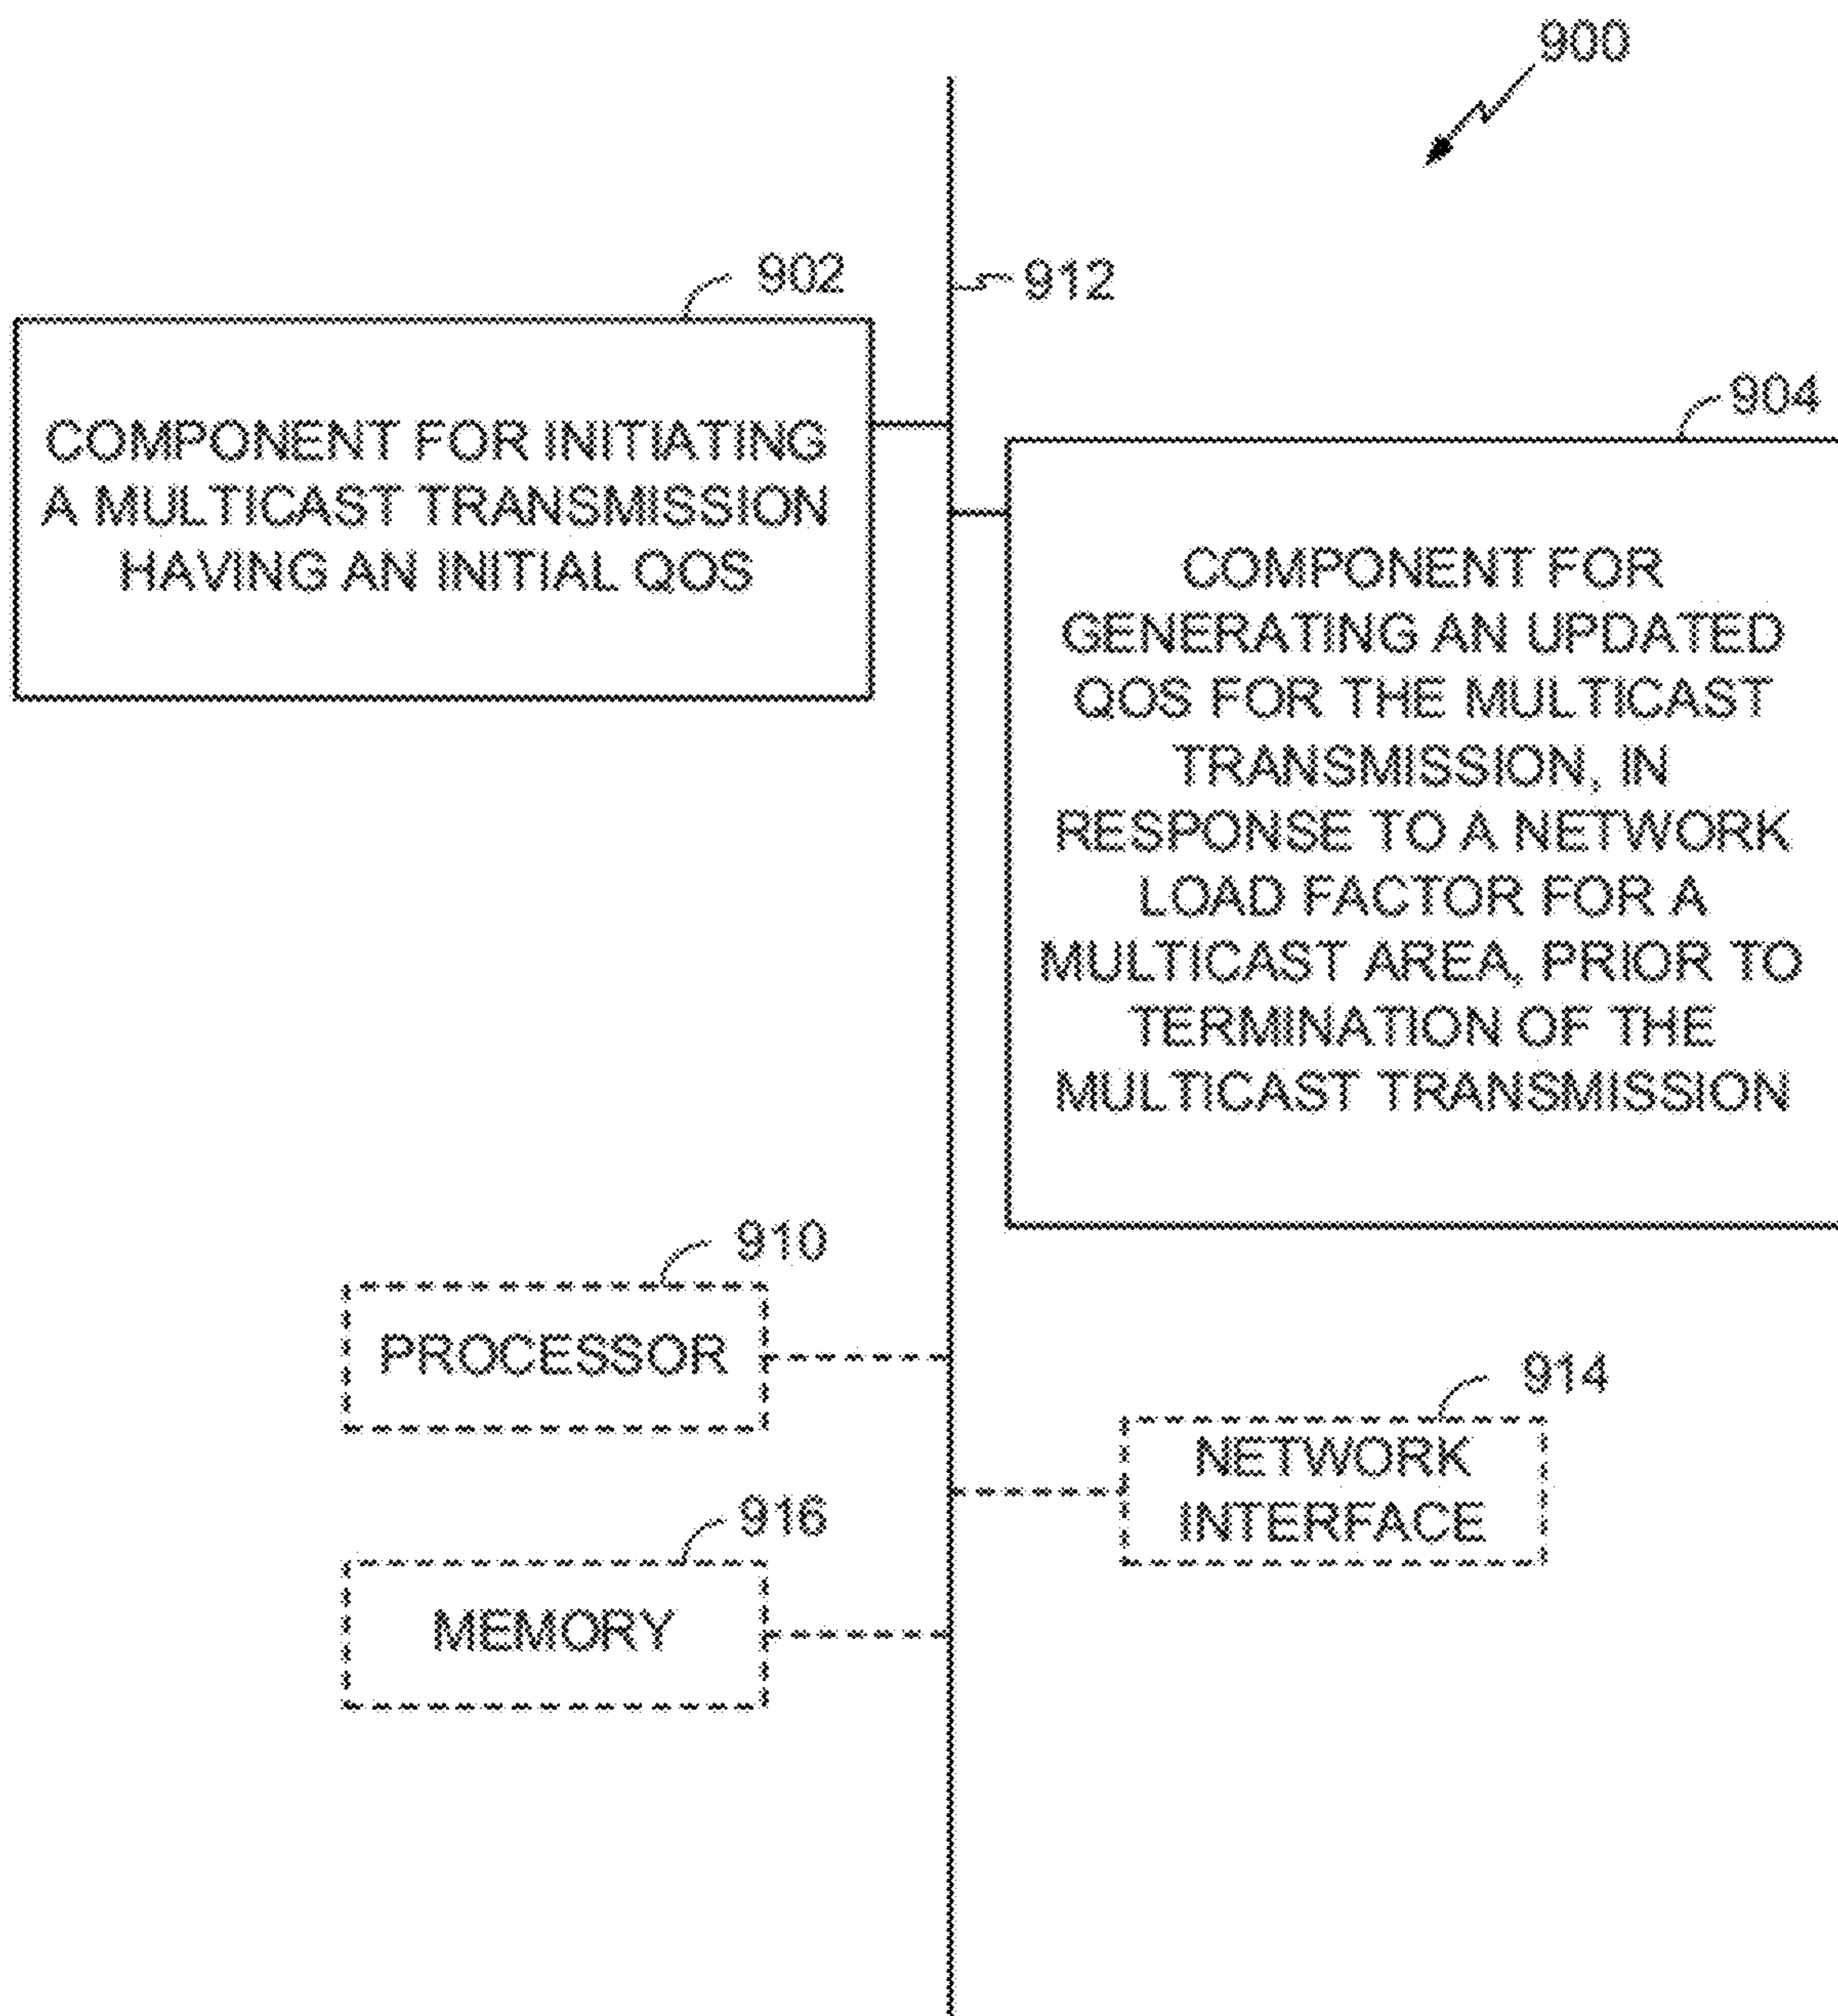 900
902
912
COMPONENT FOR INITIATING
A MULTICAST TRANSMISSION
HAVING AN INITIAL QOS
904
COMPONENT FOR
GENERATING AN UPDATED
QOS FOR THE MULTICAST
TRANSMISSION, IN
RESPONSE TO A NETWORK
LOAD FACTOR FOR A
MULTICAST AREA, PRIOR TO
TERMINATION OF THE
MULTICAST TRANSMISSION
910
PROCESSOR
914
NETWORK
INTERFACE
916
MEMORY